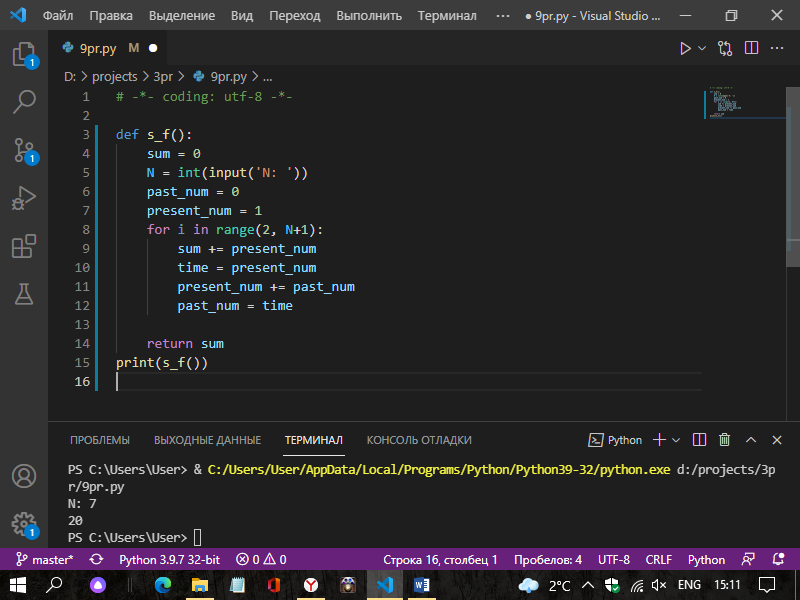 Файл Правка Выделение Вид Переход Выполнить Терминал ··· ● 9pr.py - Visual Studio ...
9pr.py M ●
D: > projects > 3pr > 9pr.py > ...
1 # -*- coding: utf-8 -*-
2
3 def s_f():
4 sum = 0
5 N = int(input('N: '))
6 past_num = 0
7 present_num = 1
8 for i in range(2, N+1):
9 sum += present_num
10 time = present_num
11 present_num += past_num
12 past_num = time
13
14 return sum
15 print(s_f())
16
1
1
1
ПРОБЛЕМЫ ВЫХОДНЫЕ ДАННЫЕ ТЕРМИНАЛ КОНСОЛЬ ОТЛАДКИ Python
PS C:\Users\User> & C:/Users/User/AppData/Local/Programs/Python/Python39-32/python.exe d:/projects/3p
r/9pr.py
N: 7
20
PS C:\Users\User>
master* Python 3.9.7 32-bit 0 0 Строка 16, столбец 1 Пробелов: 4 UTF-8 CRLF Python
2°C ENG 15:11